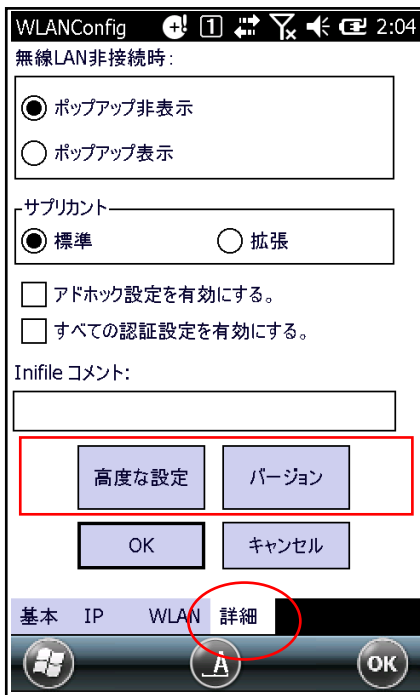 WLANConfig 1 2:04
無線LAN非接続時:
ポップアップ非表示
ポップアップ表示
サプリカント
標準 拡張
アドホック設定を有効にする。
すべての認証設定を有効にする。
Inifile コメント:
高度な設定 バージョン
OK キャンセル
基本 IP WLAN 詳細
A OK